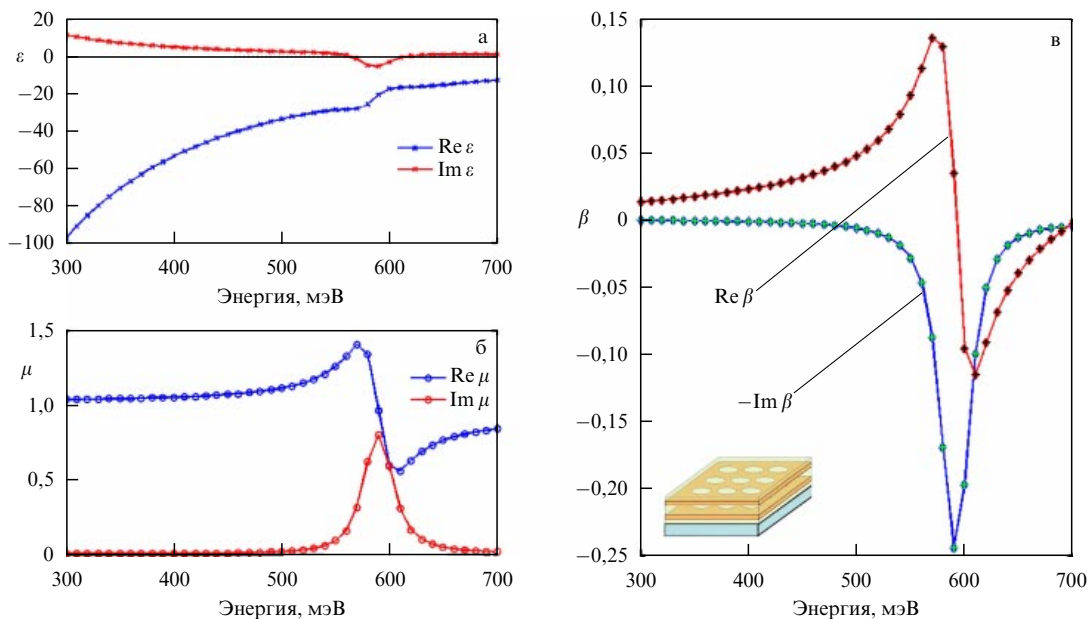 а
20
0
−20
−40
−60
−80
−100
ε
Re ε
Im ε
300
400
500
600
700
Энергия, мэВ
б
1,5
1,0
0,5
0
μ
Re μ
Im μ
300
400
500
600
700
Энергия, мэВ
в
0,15
0,10
0,05
0
−0,05
−0,10
−0,15
−0,20
−0,25
β
Re β
−Im β
300
400
500
600
700
Энергия, мэВ